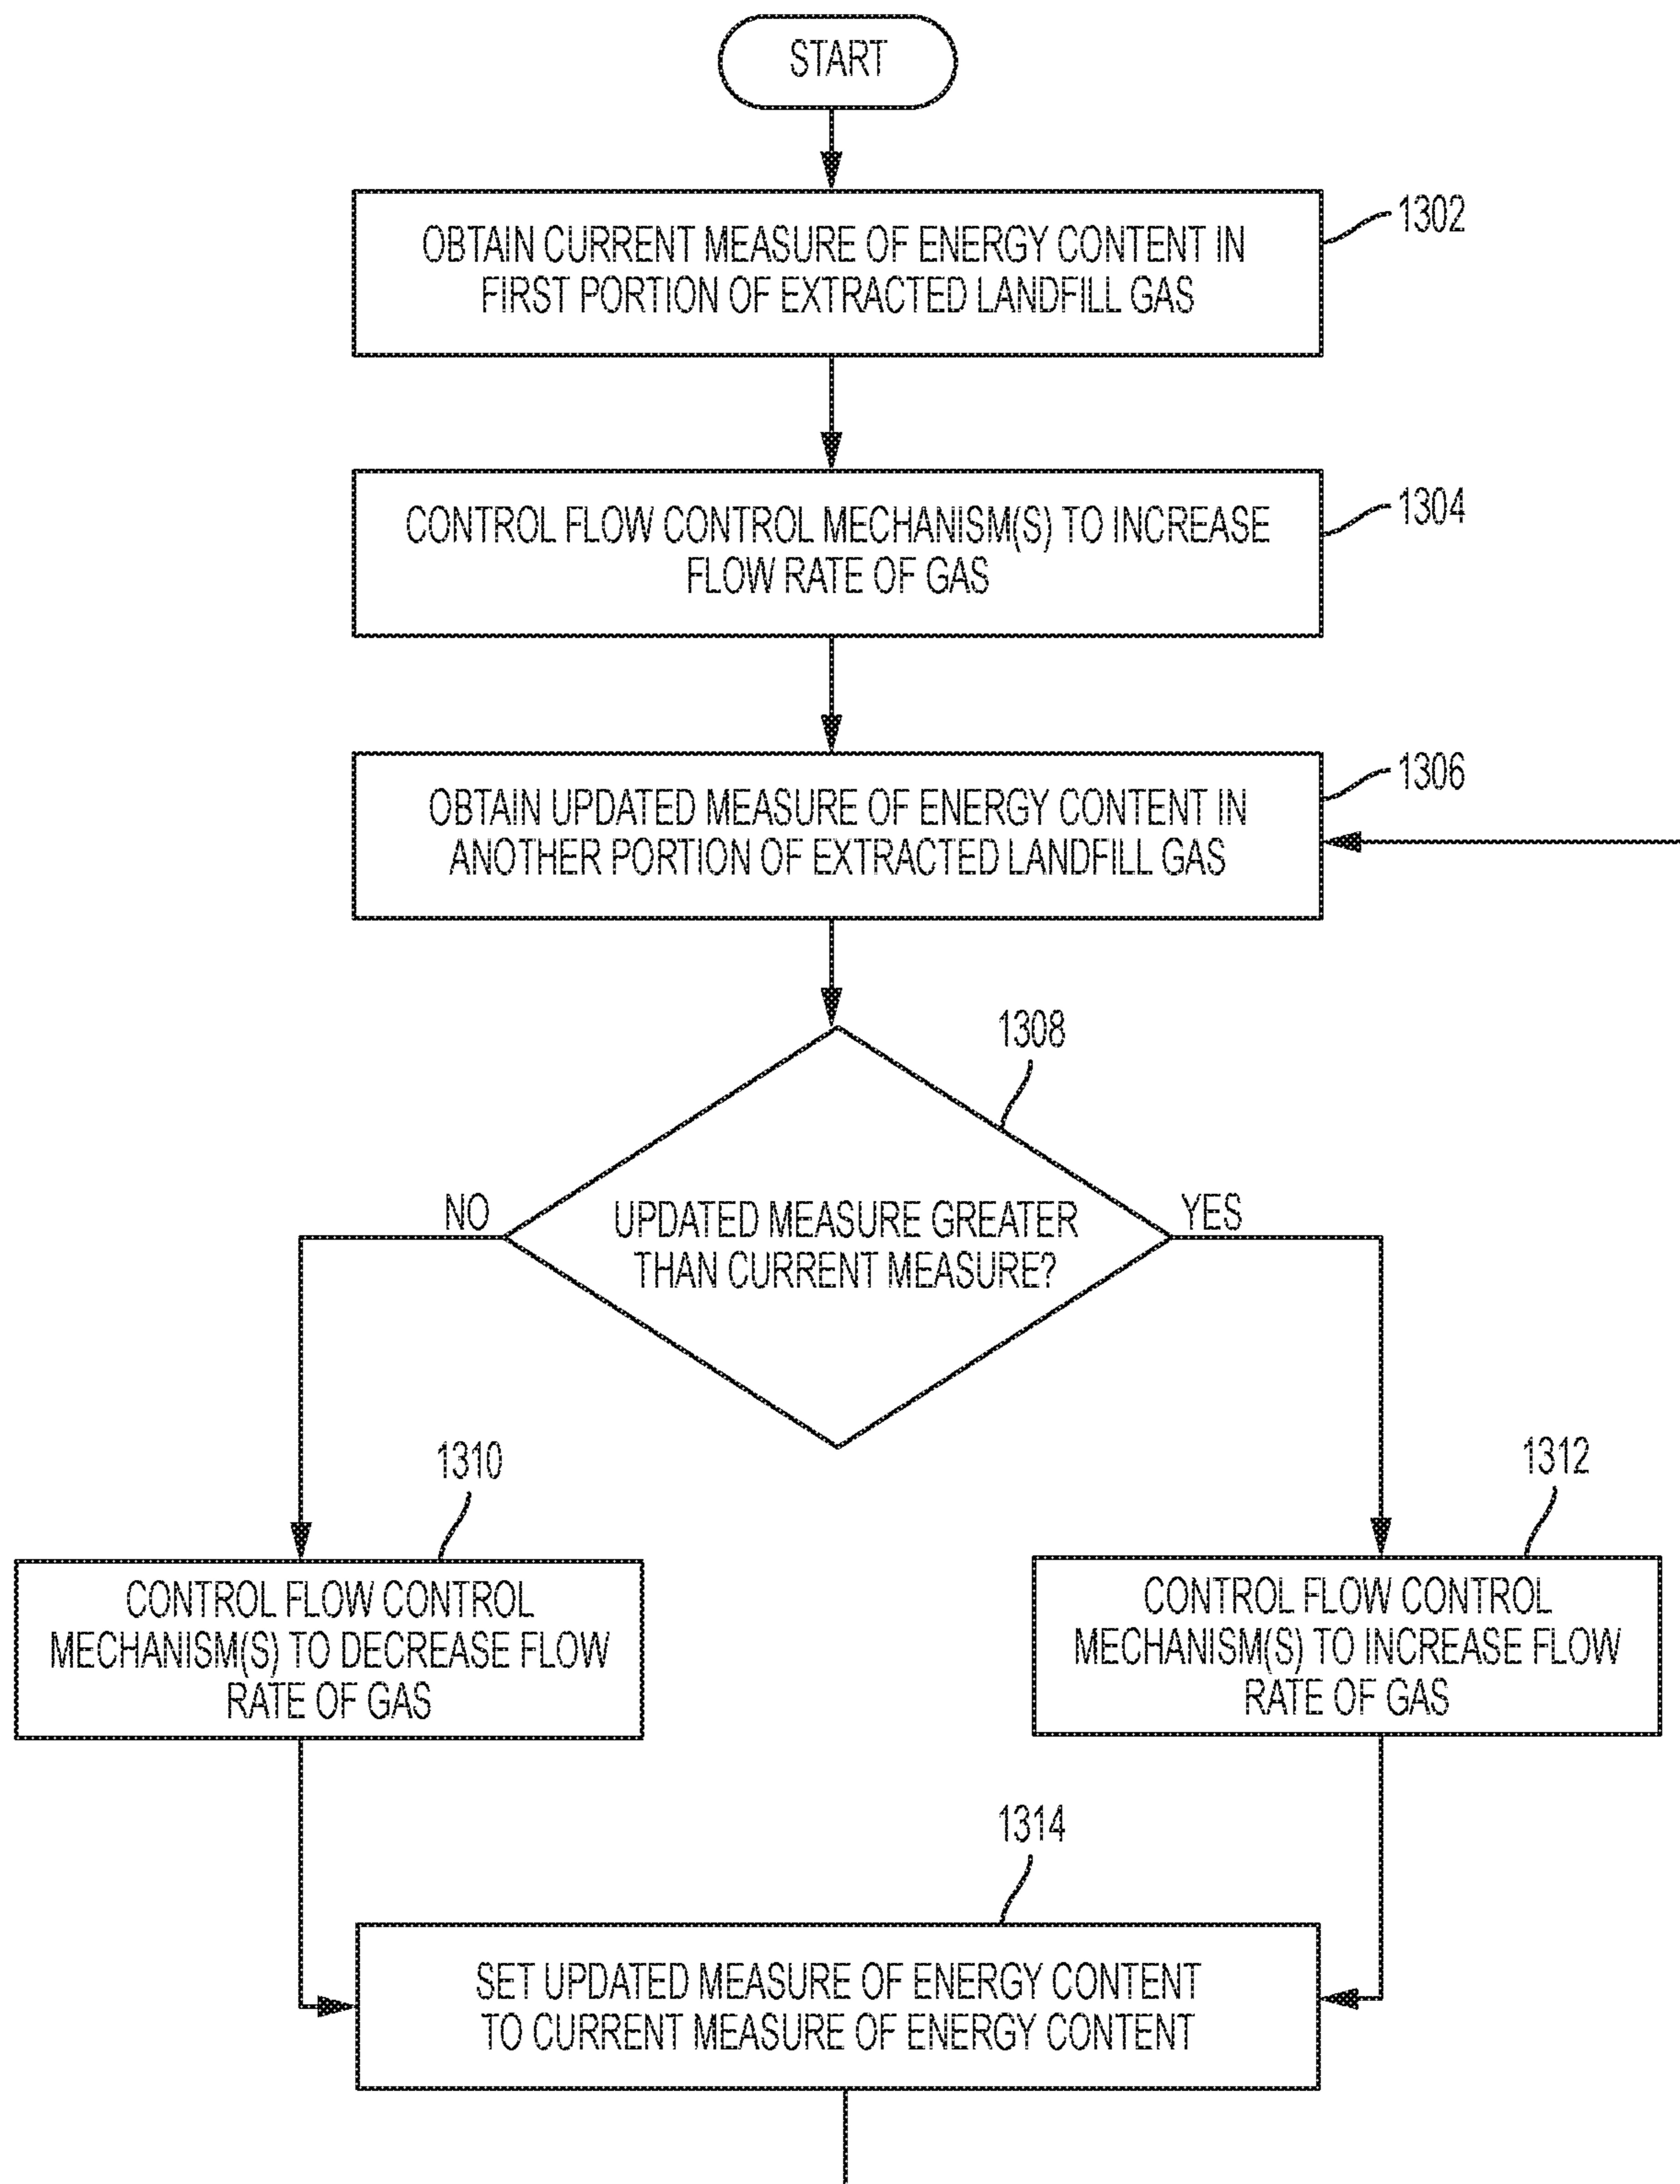 START
1302
OBTAIN CURRENT MEASURE OF ENERGY CONTENT IN
FIRST PORTION OF EXTRACTED LANDFILL GAS
1304
CONTROL FLOW CONTROL MECHANISM(S) TO INCREASE
FLOW RATE OF GAS
1306
OBTAIN UPDATED MEASURE OF ENERGY CONTENT IN
ANOTHER PORTION OF EXTRACTED LANDFILL GAS
1308
NO
YES
UPDATED MEASURE GREATER
THAN CURRENT MEASURE?
1310
CONTROL FLOW CONTROL
MECHANISM(S) TO DECREASE FLOW
RATE OF GAS
1312
CONTROL FLOW CONTROL
MECHANISM(S) TO INCREASE FLOW
RATE OF GAS
1314
SET UPDATED MEASURE OF ENERGY CONTENT
TO CURRENT MEASURE OF ENERGY CONTENT